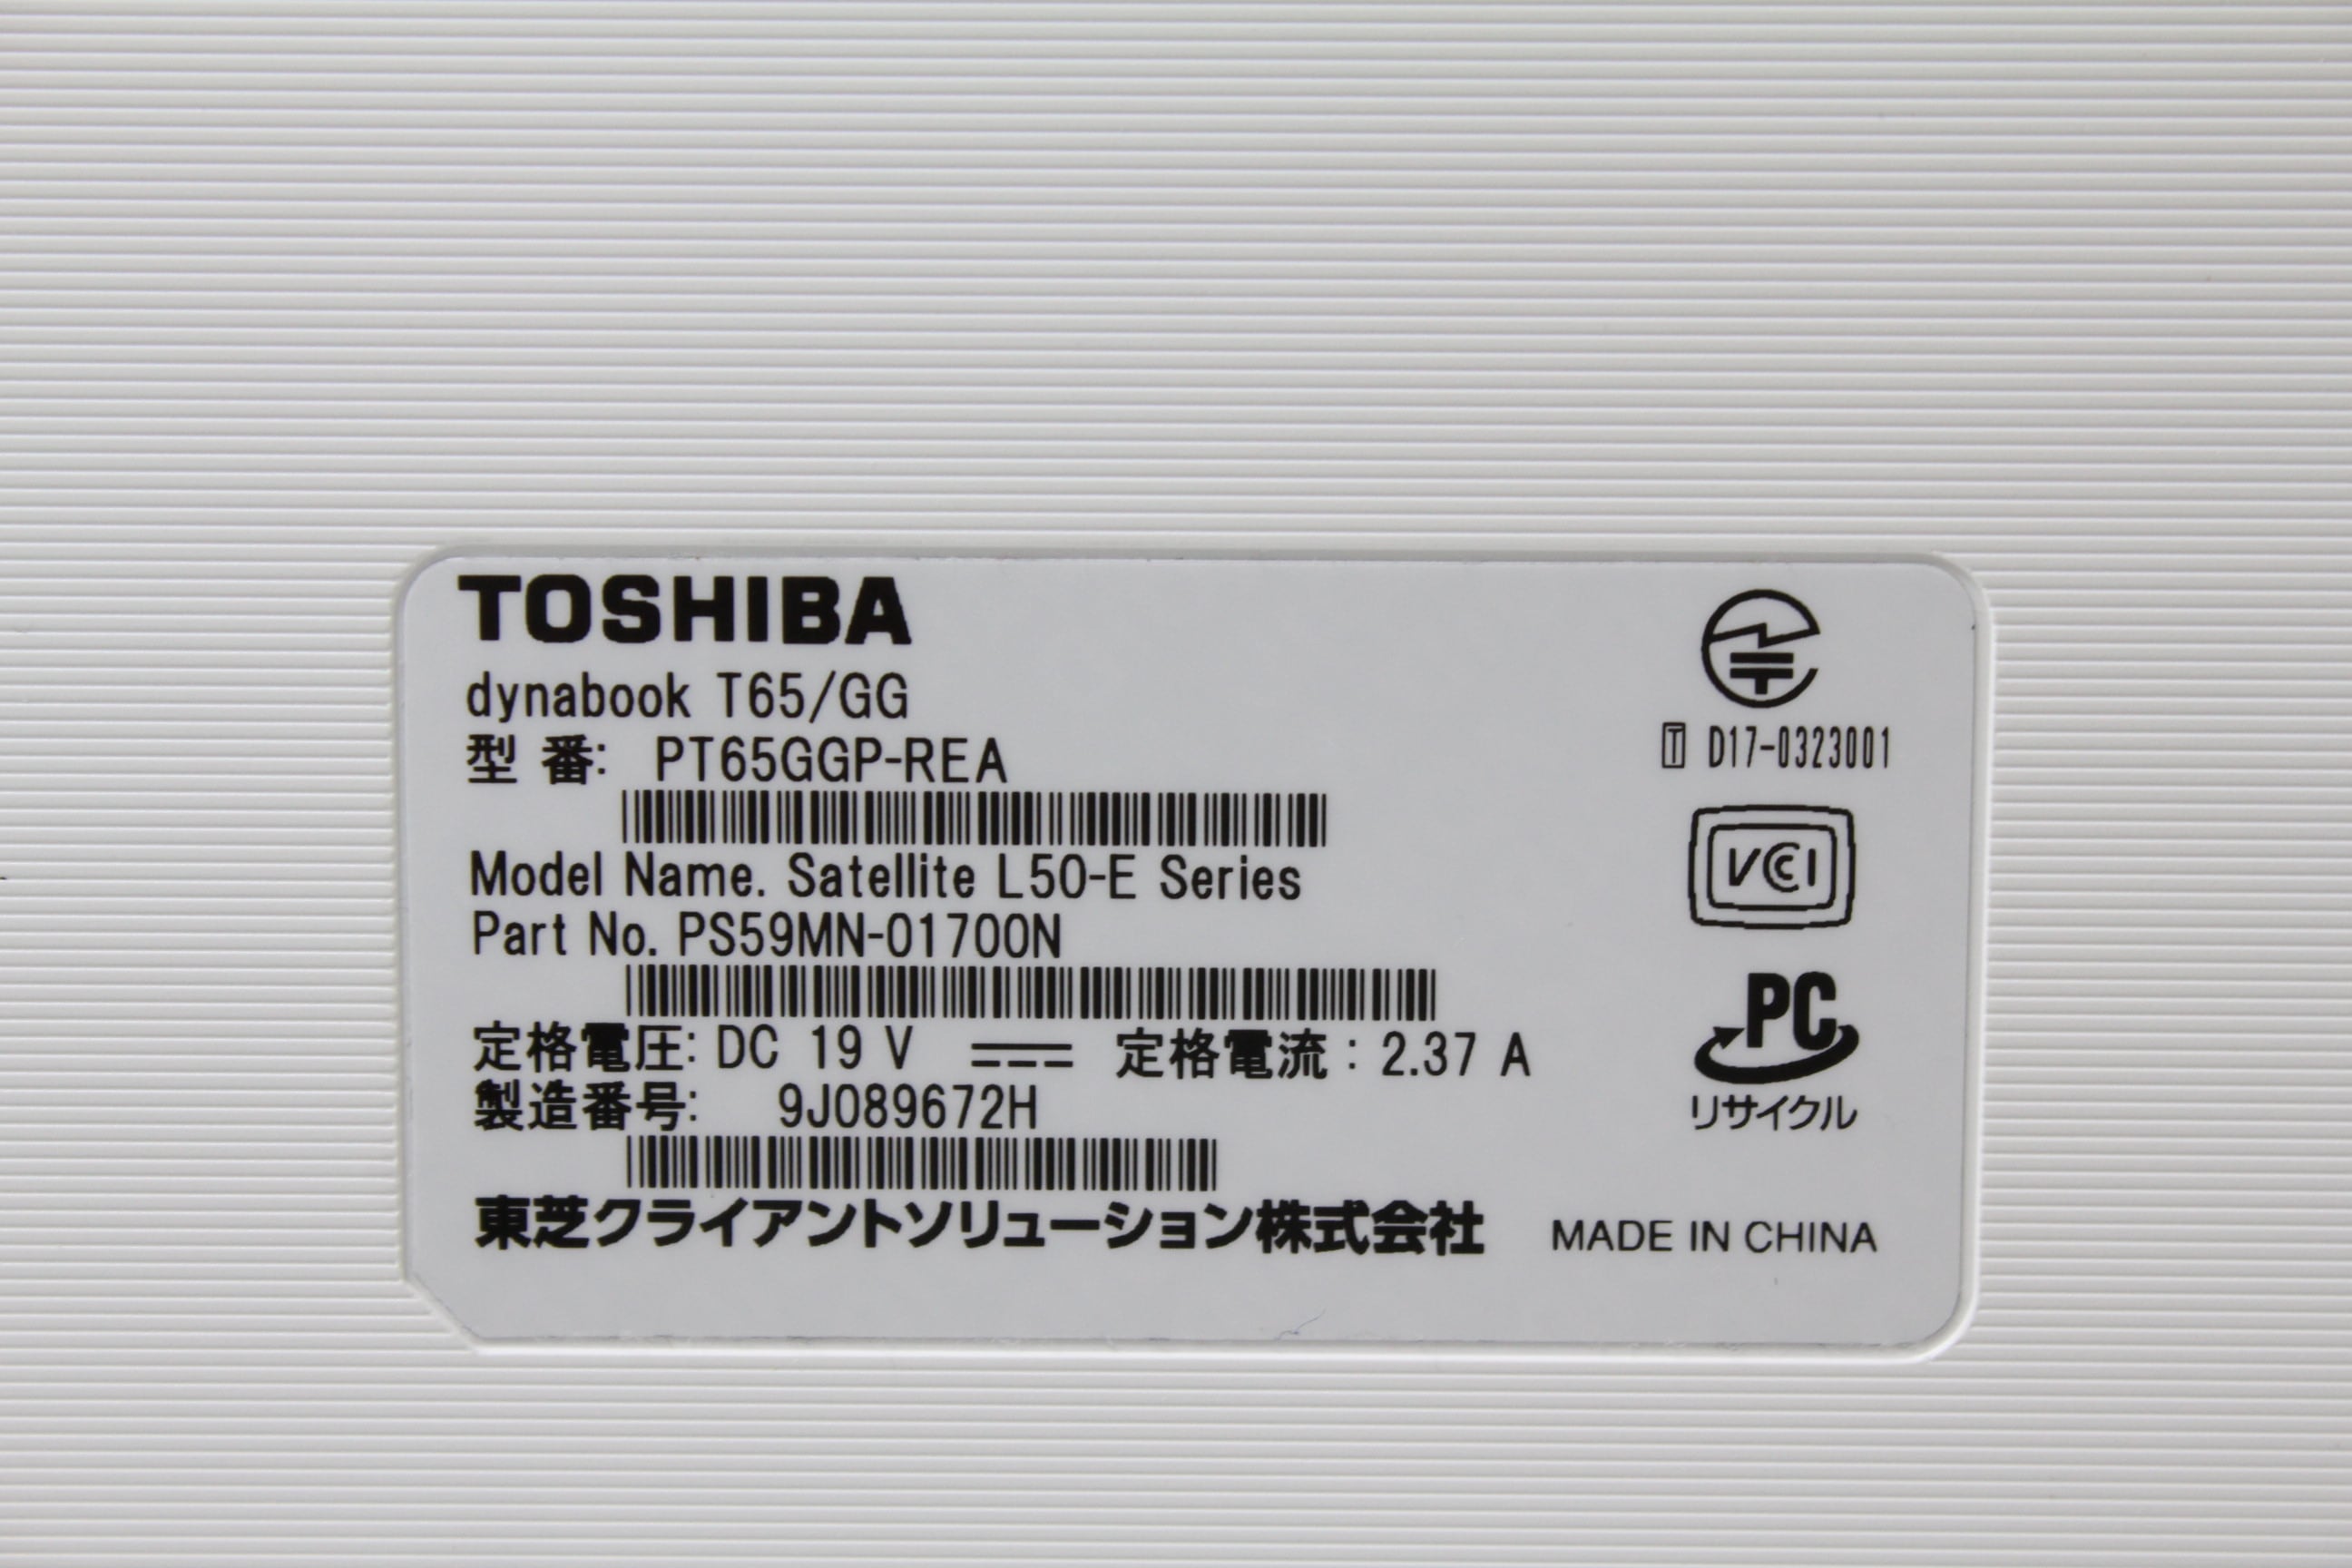 TOSHIBA
dynabook T65/GG
型 番: PT65GGP-REA
Model Name. Satellite L50-E Series
Part No. PS59MN-01700N
定格電圧: DC 19 V 定格電流: 2.37 A
製造番号: 9J089672H
東芝クライアントソリューション株式会社 MADE IN CHINA
T D17-0323001
VCCI
PC
リサイクル